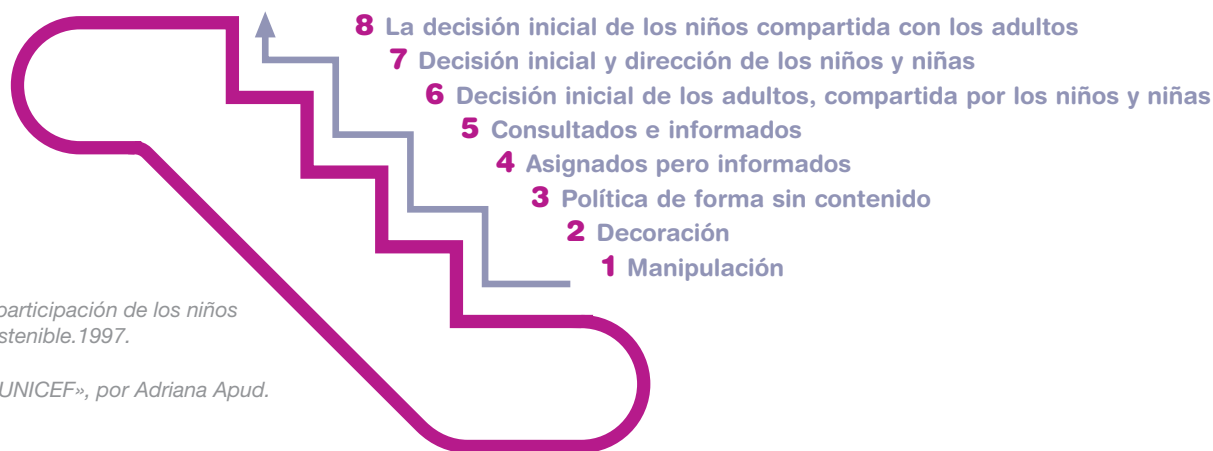 8 La decisión inicial de los niños compartida con los adultos
7 Decisión inicial y dirección de los niños y niñas
6 Decisión inicial de los adultos, compartida por los niños y niñas
5 Consultados e informados
4 Asignados pero informados
3 Política de forma sin contenido
2 Decoración
1 Manipulación
participación de los niños
stenible.1997.
UNICEF», por Adriana Apud.